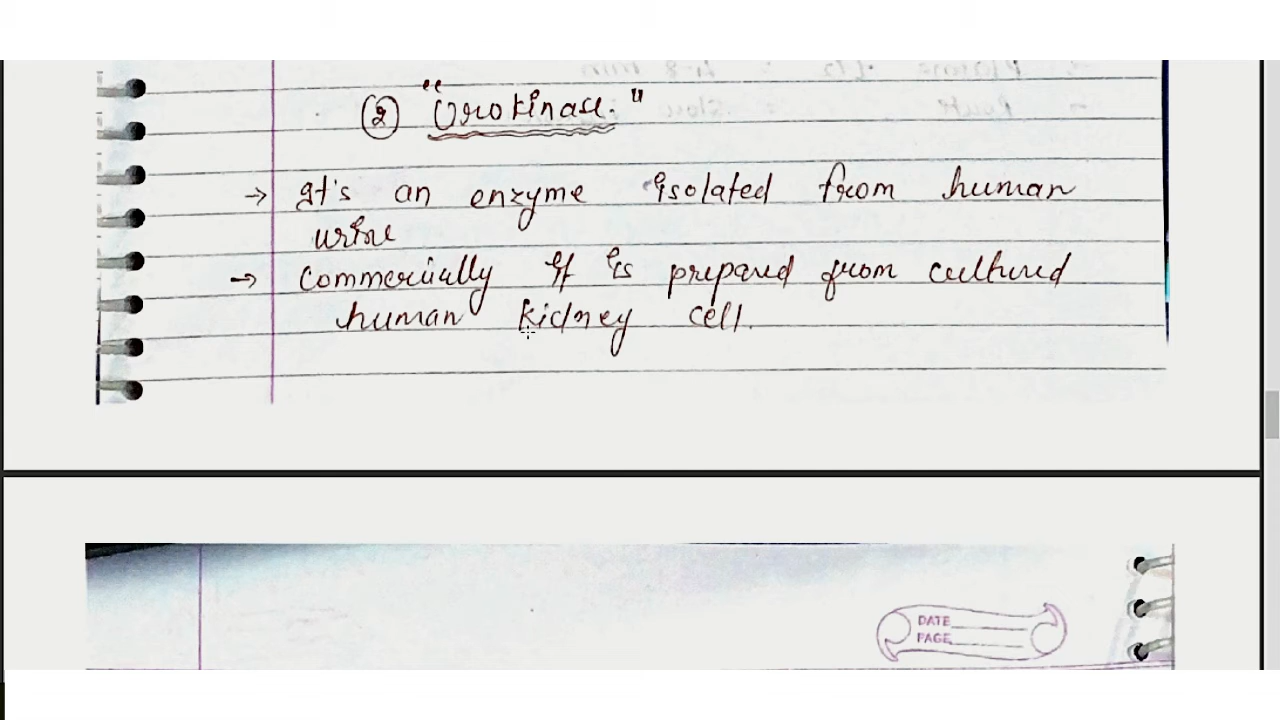 ② "Urokinase."
→ It's an enzyme isolated from human
urine
→ Commercially it is prepared from cultured
human kidney cell.
DATE
PAGE